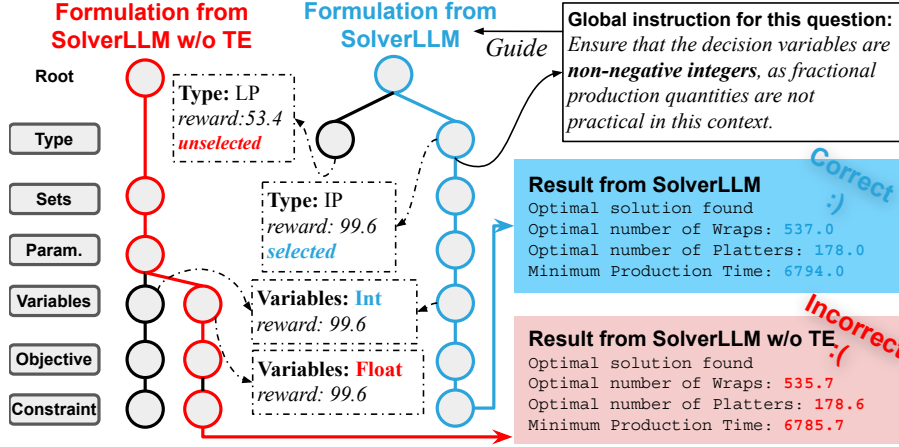 Formulation from
SolverLLM w/o TE
Formulation from
SolverLLM
Guide
Global instruction for this question:
Ensure that the decision variables are
non-negative integers, as fractional
production quantities are not
practical in this context.
Root
Type
Sets
Param.
Variables
Objective
Constraint
Type: LP
reward:53.4
unselected
Type: IP
reward: 99.6
selected
Variables: Int
reward: 99.6
Variables: Float
reward: 99.6
Correct
:)
Result from SolverLLM
Optimal solution found
Optimal number of Wraps: 537.0
Optimal number of Platters: 178.0
Minimum Production Time: 6794.0
Incorrect
:(
Result from SolverLLM w/o TE
Optimal solution found
Optimal number of Wraps: 535.7
Optimal number of Platters: 178.6
Minimum Production Time: 6785.7